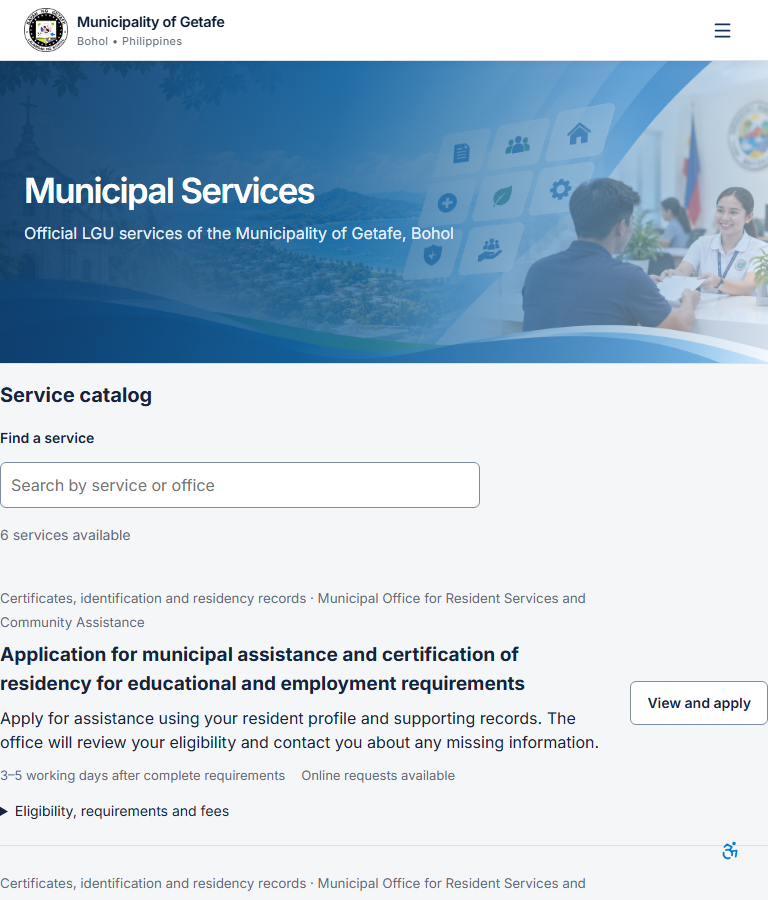 Municipality of Getafe
Bohol • Philippines
Municipal Services
Official LGU services of the Municipality of Getafe, Bohol
Service catalog
Find a service
Search by service or office
6 services available
Certificates, identification and residency records · Municipal Office for Resident Services and
Community Assistance
Application for municipal assistance and certification of
residency for educational and employment requirements
View and apply
Apply for assistance using your resident profile and supporting records. The
office will review your eligibility and contact you about any missing information.
3–5 working days after complete requirements Online requests available
Eligibility, requirements and fees
Certificates, identification and residency records · Municipal Office for Resident Services and